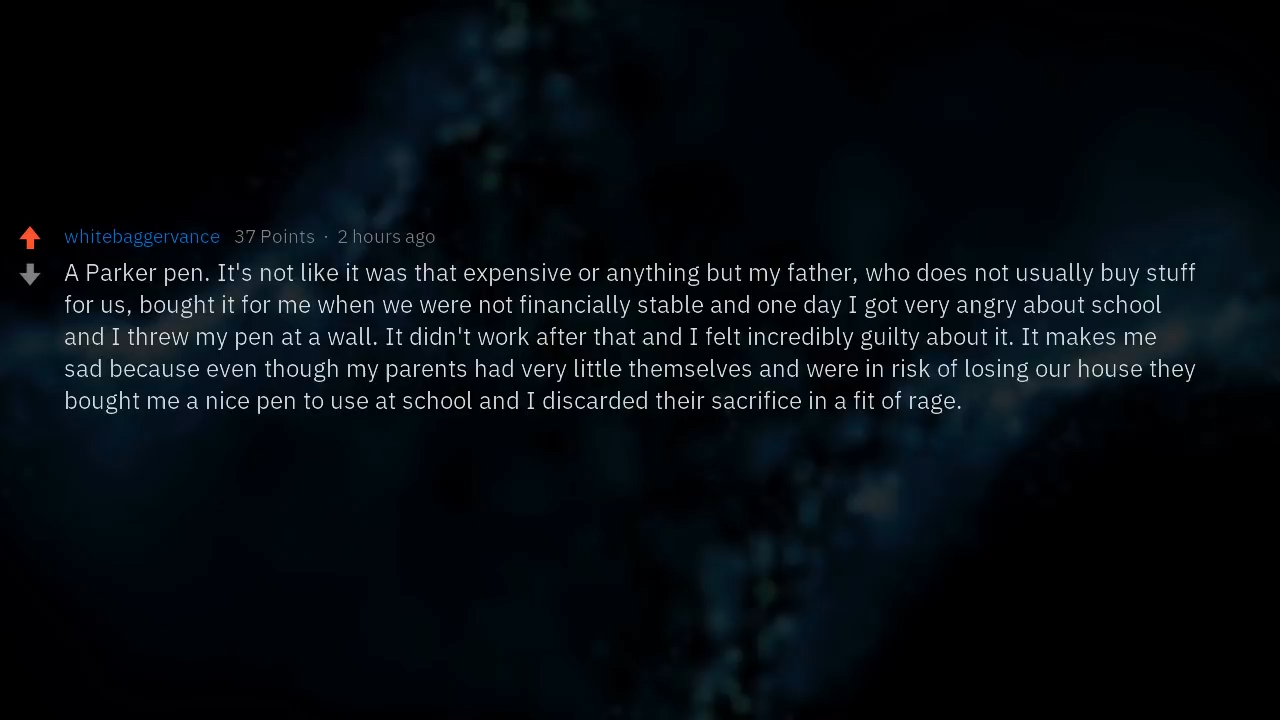 whitebaggervance 37 Points · 2 hours ago
A Parker pen. It's not like it was that expensive or anything but my father, who does not usually buy stuff
for us, bought it for me when we were not financially stable and one day I got very angry about school
and I threw my pen at a wall. It didn't work after that and I felt incredibly guilty about it. It makes me
sad because even though my parents had very little themselves and were in risk of losing our house they
bought me a nice pen to use at school and I discarded their sacrifice in a fit of rage.